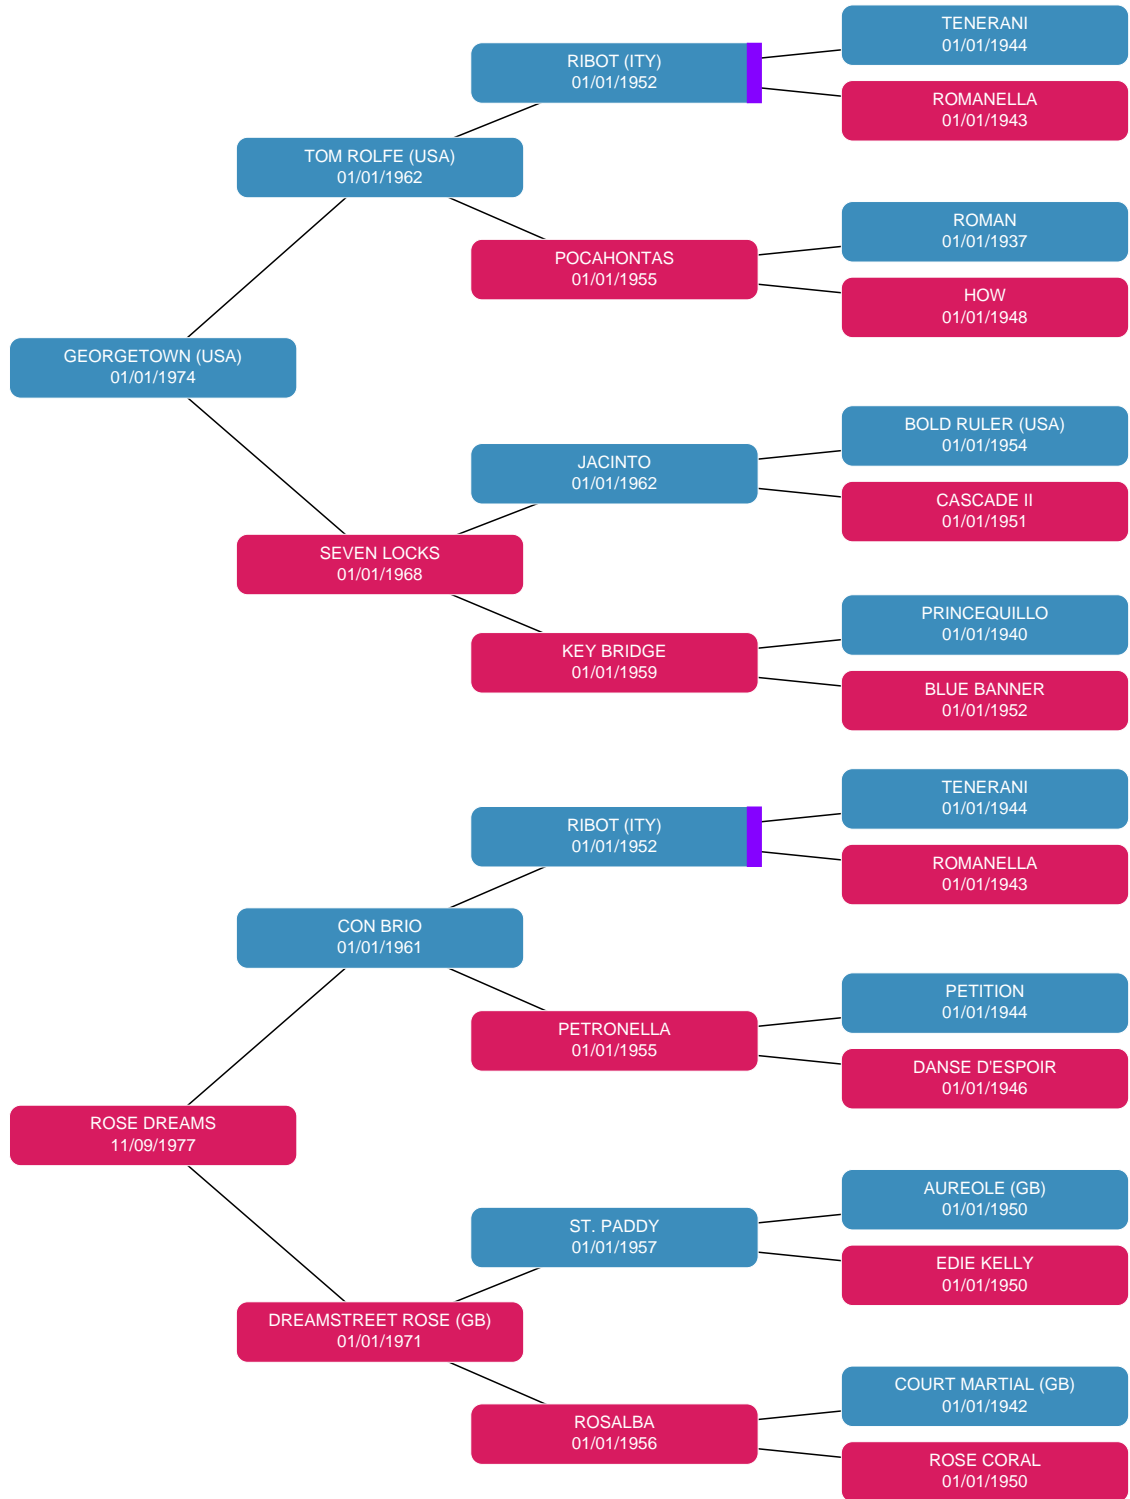 TENERANI
01/01/1944
RIBOT (ITY)
01/01/1952
ROMANELLA
01/01/1943
TOM ROLFE (USA)
01/01/1962
ROMAN
01/01/1937
POCAHONTAS
01/01/1955
HOW
01/01/1948
GEORGETOWN (USA)
01/01/1974
BOLD RULER (USA)
01/01/1954
JACINTO
01/01/1962
CASCADE II
01/01/1951
SEVEN LOCKS
01/01/1968
PRINCEQUILLO
01/01/1940
KEY BRIDGE
01/01/1959
BLUE BANNER
01/01/1952
TENERANI
01/01/1944
RIBOT (ITY)
01/01/1952
ROMANELLA
01/01/1943
CON BRIO
01/01/1961
PETITION
01/01/1944
PETRONELLA
01/01/1955
DANSE D'ESPOIR
01/01/1946
ROSE DREAMS
11/09/1977
AUREOLE (GB)
01/01/1950
ST. PADDY
01/01/1957
EDIE KELLY
01/01/1950
DREAMSTREET ROSE (GB)
01/01/1971
COURT MARTIAL (GB)
01/01/1942
ROSALBA
01/01/1956
ROSE CORAL
01/01/1950